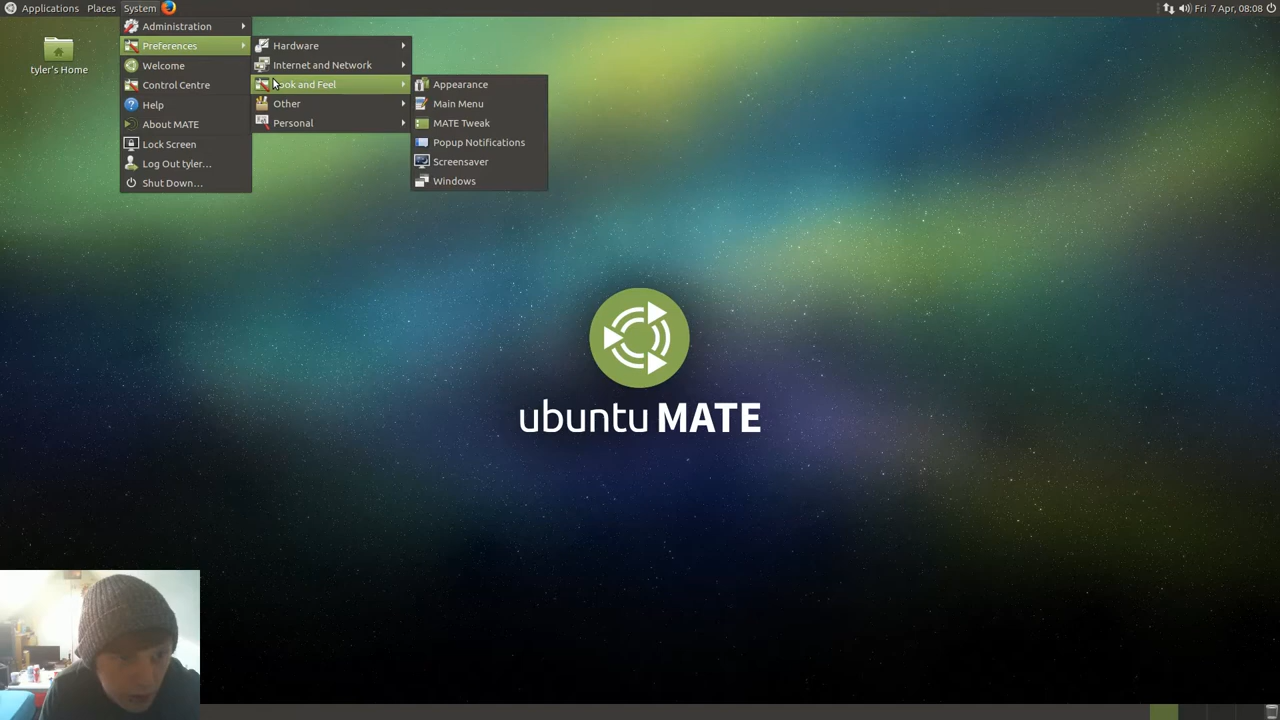 Applications Places System Fri 7 Apr, 08:08
Administration
Preferences
Welcome
Control Centre
Help
About MATE
Lock Screen
Log Out tyler...
Shut Down...
Hardware
Internet and Network
ook and Feel
Other
Personal
Appearance
Main Menu
MATE Tweak
Popup Notifications
Screensaver
Windows
tyler's Home
ubuntu MATE